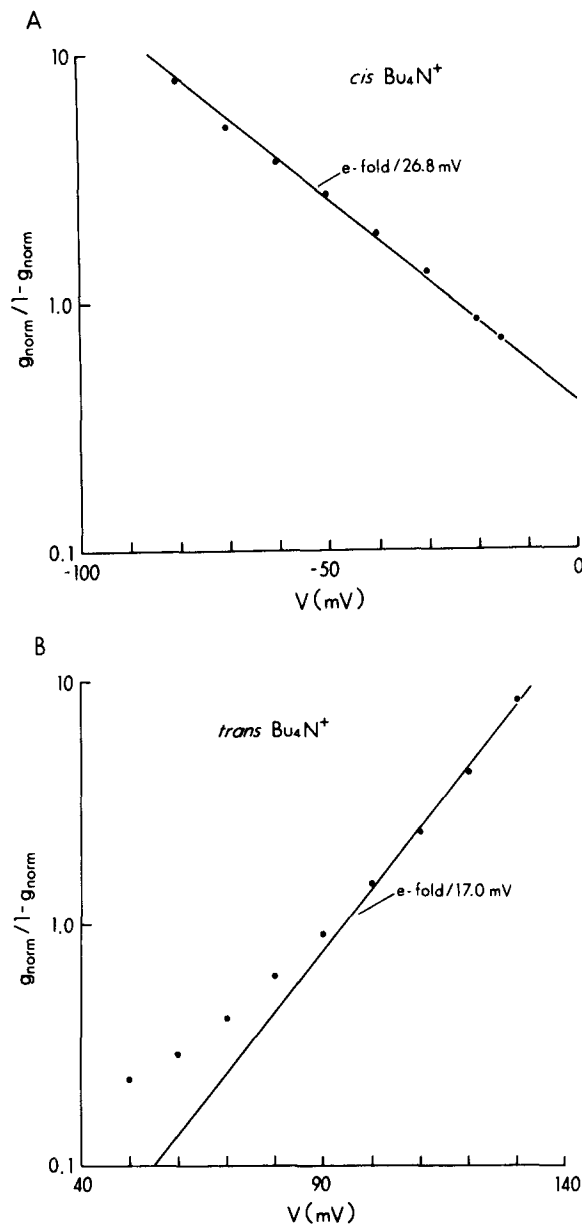 A
10
cis Bu₄N⁺
e-fold/26.8 mV
g_norm/1-g_norm
1.0
0.1
-100
-50
0
V(mV)
B
10
trans Bu₄N⁺
g_norm/1-g_norm
1.0
e-fold/17.0 mV
0.1
40
90
140
V(mV)